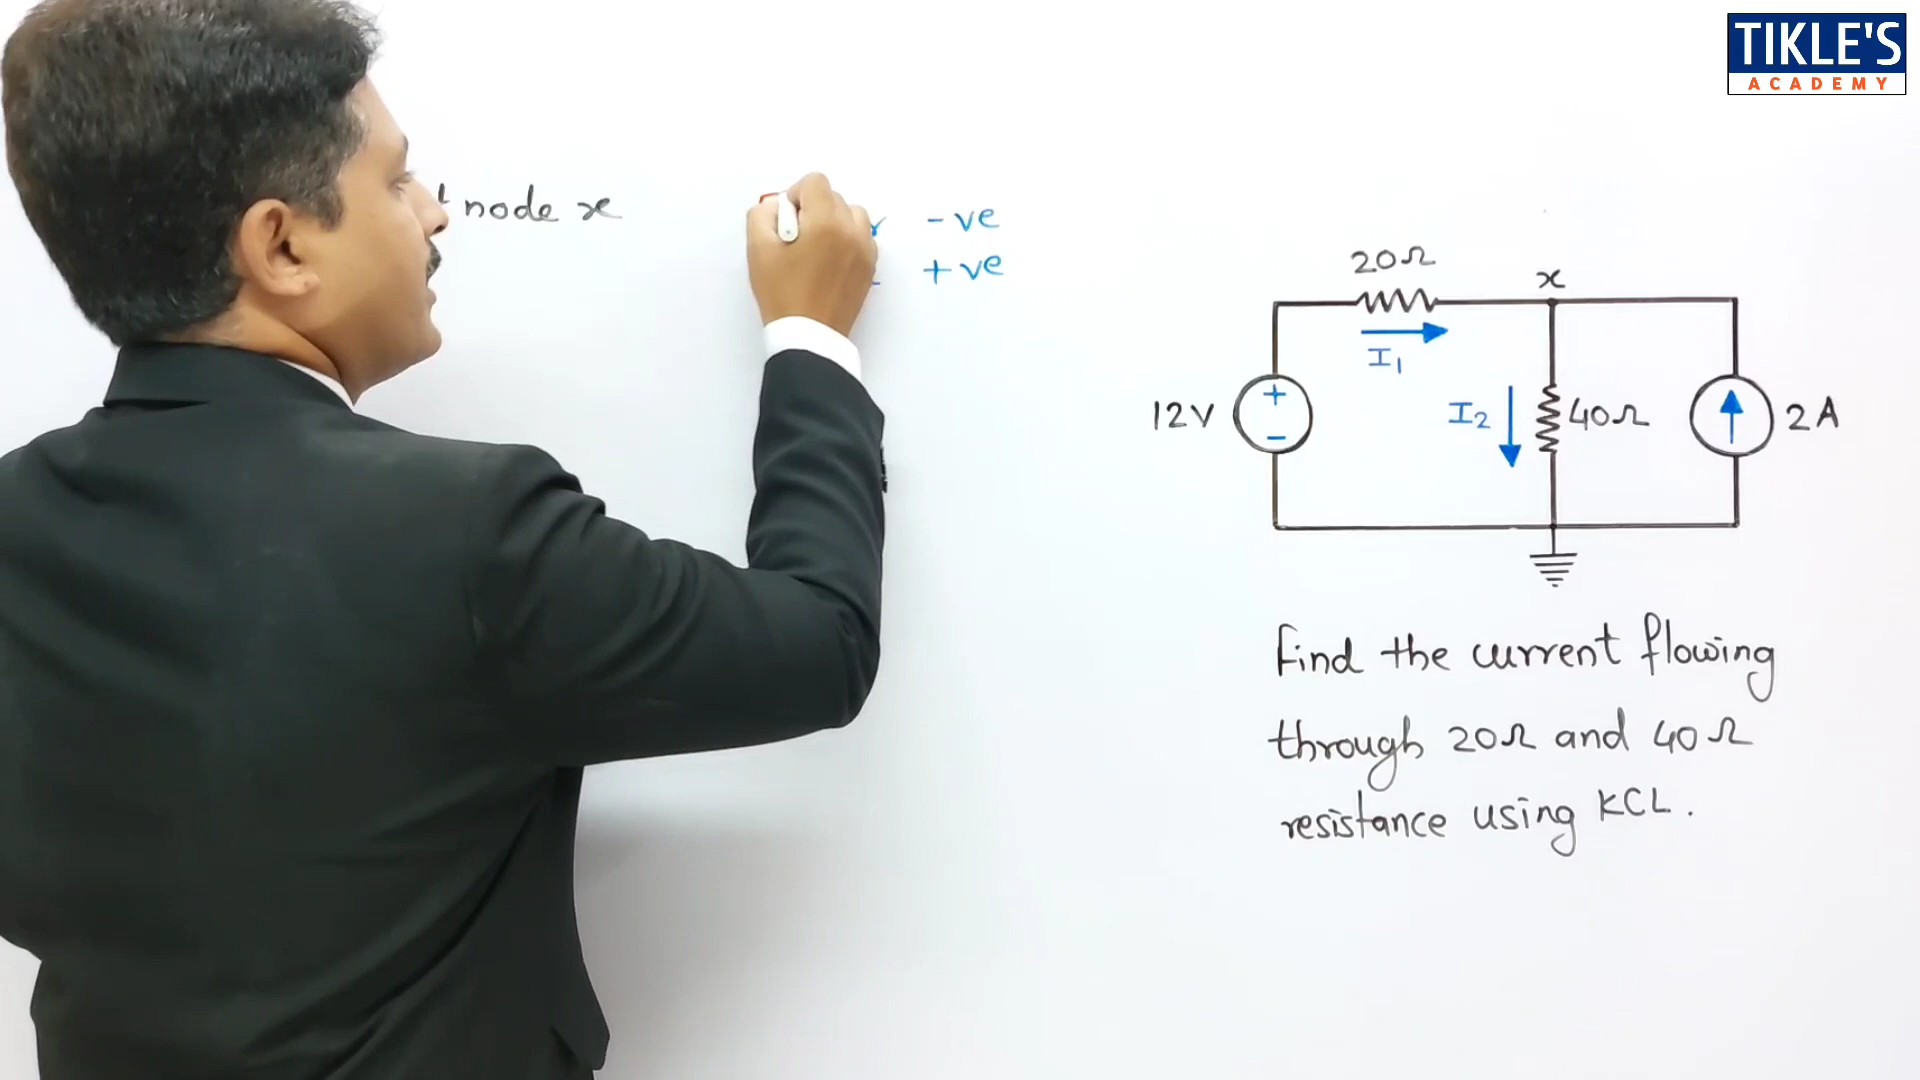 TIKLE'S
ACADEMY
node x
-ve
+ve
20Ω
x
I1
12V
+
-
I2
40Ω
2A
Find the current flowing
through 20Ω and 40Ω
resistance using KCL.